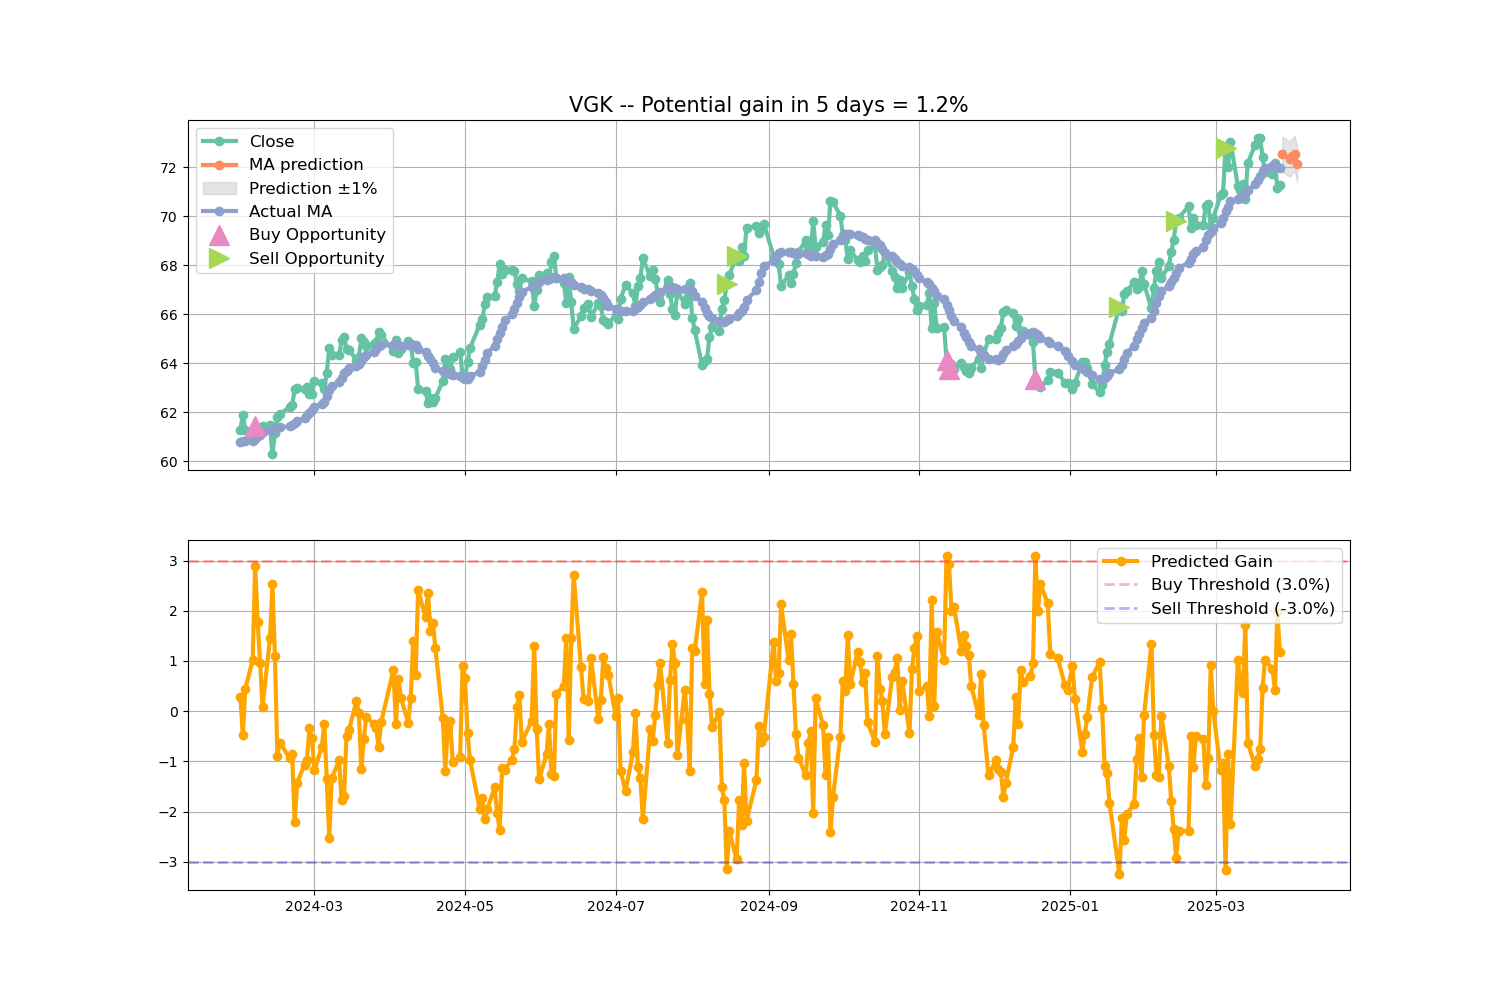 VGK -- Potential gain in 5 days = 1.2%
Close
MA prediction
Prediction ±1%
Actual MA
Buy Opportunity
Sell Opportunity
72
70
68
66
64
62
60
Predicted Gain
Buy Threshold (3.0%)
Sell Threshold (-3.0%)
3
2
1
0
−1
−2
−3
2024-03 2024-05 2024-07 2024-09 2024-11 2025-01 2025-03